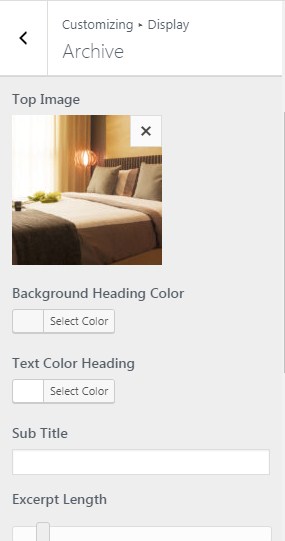 Customizing ▸ Display
Archive
Top Image
Background Heading Color
Select Color
Text Color Heading
Select Color
Sub Title
Excerpt Length